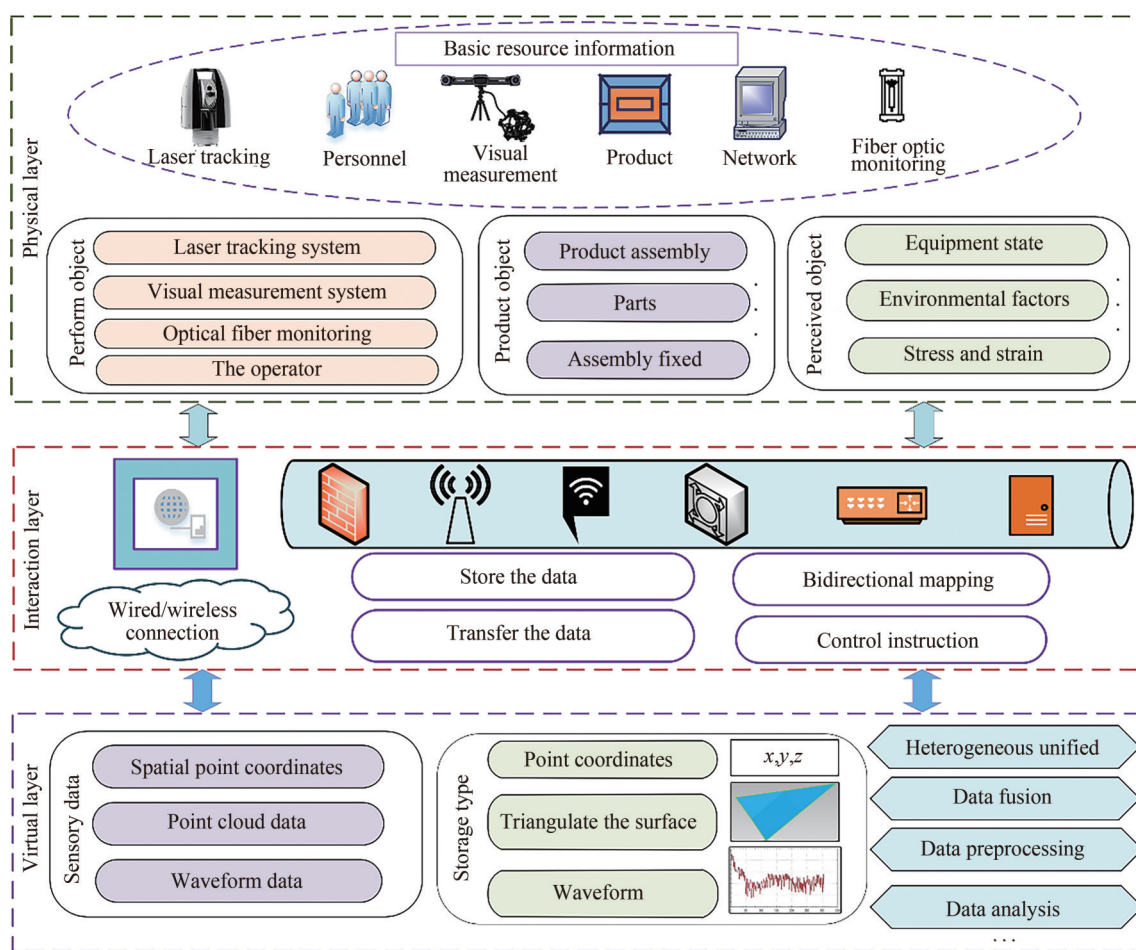 Physical layer
Basic resource information
Laser tracking
Personnel
Visual
measurement
Product
Network
Fiber optic
monitoring
Perform object
Laser tracking system
Visual measurement system
Optical fiber monitoring
The operator
Product object
Product assembly
Parts
Assembly fixed
. . .
Perceived object
Equipment state
Environmental factors
Stress and strain
. . .
Interaction layer
Wired/wireless
connection
Store the data
Transfer the data
Bidirectional mapping
Control instruction
Virtual layer
Sensory data
Spatial point coordinates
Point cloud data
Waveform data
Storage type
Point coordinates
x,y,z
Triangulate the surface
Waveform
Heterogeneous unified
Data fusion
Data preprocessing
Data analysis
. . .